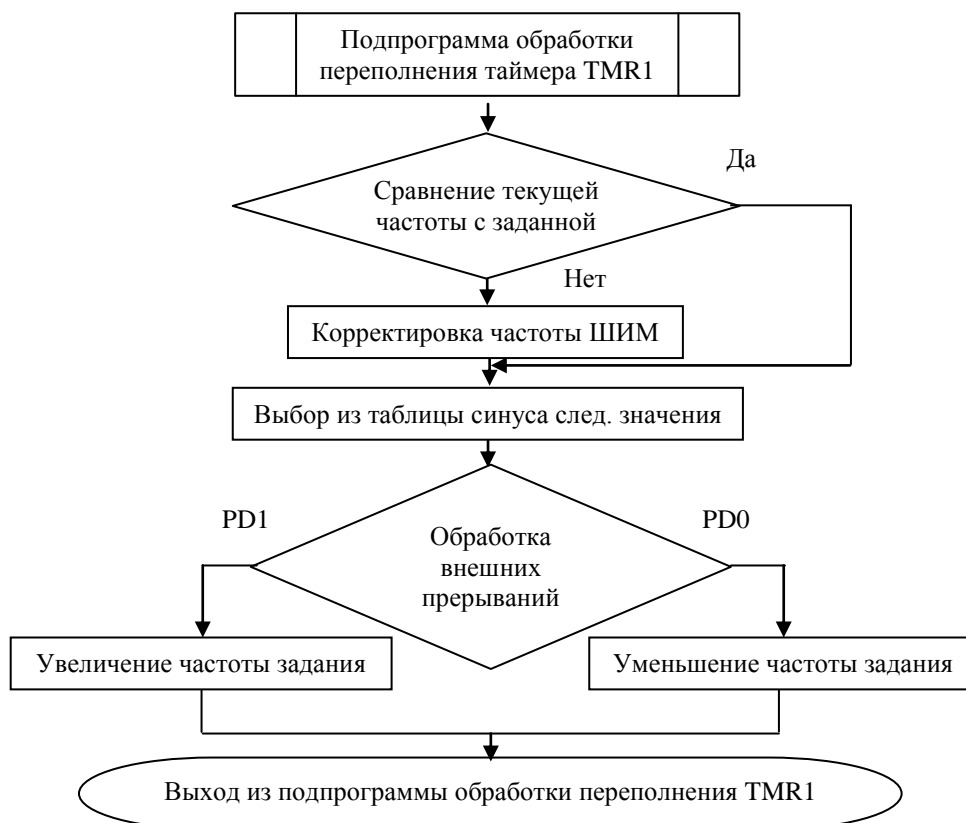 Подпрограмма обработки
переполнения таймера TMR1
Да
Сравнение текущей
частоты с заданной
Нет
Корректировка частоты ШИМ
Выбор из таблицы синуса след. значения
PD1
PD0
Обработка
внешних
прерываний
Увеличение частоты задания
Уменьшение частоты задания
Выход из подпрограммы обработки переполнения TMR1